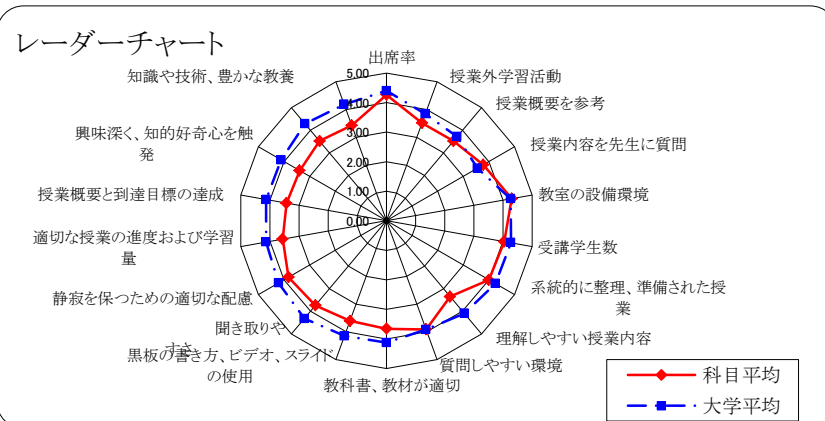 レーダーチャート
出席率
授業外学習活動
授業概要を参考
授業内容を先生に質問
教室の設備環境
受講学生数
系統的に整理、準備された授
業
理解しやすい授業内容
質問しやすい環境
教科書、教材が適切
黒板の書き方、ビデオ、スライド
の使用
聞き取りや
すさ
静寂を保つための適切な配慮
適切な授業の進度および学習
量
授業概要と到達目標の達成
興味深く、知的好奇心を触
発
知識や技術、豊かな教養
5.00
4.00
3.00
2.00
1.00
0.00
科目平均
大学平均